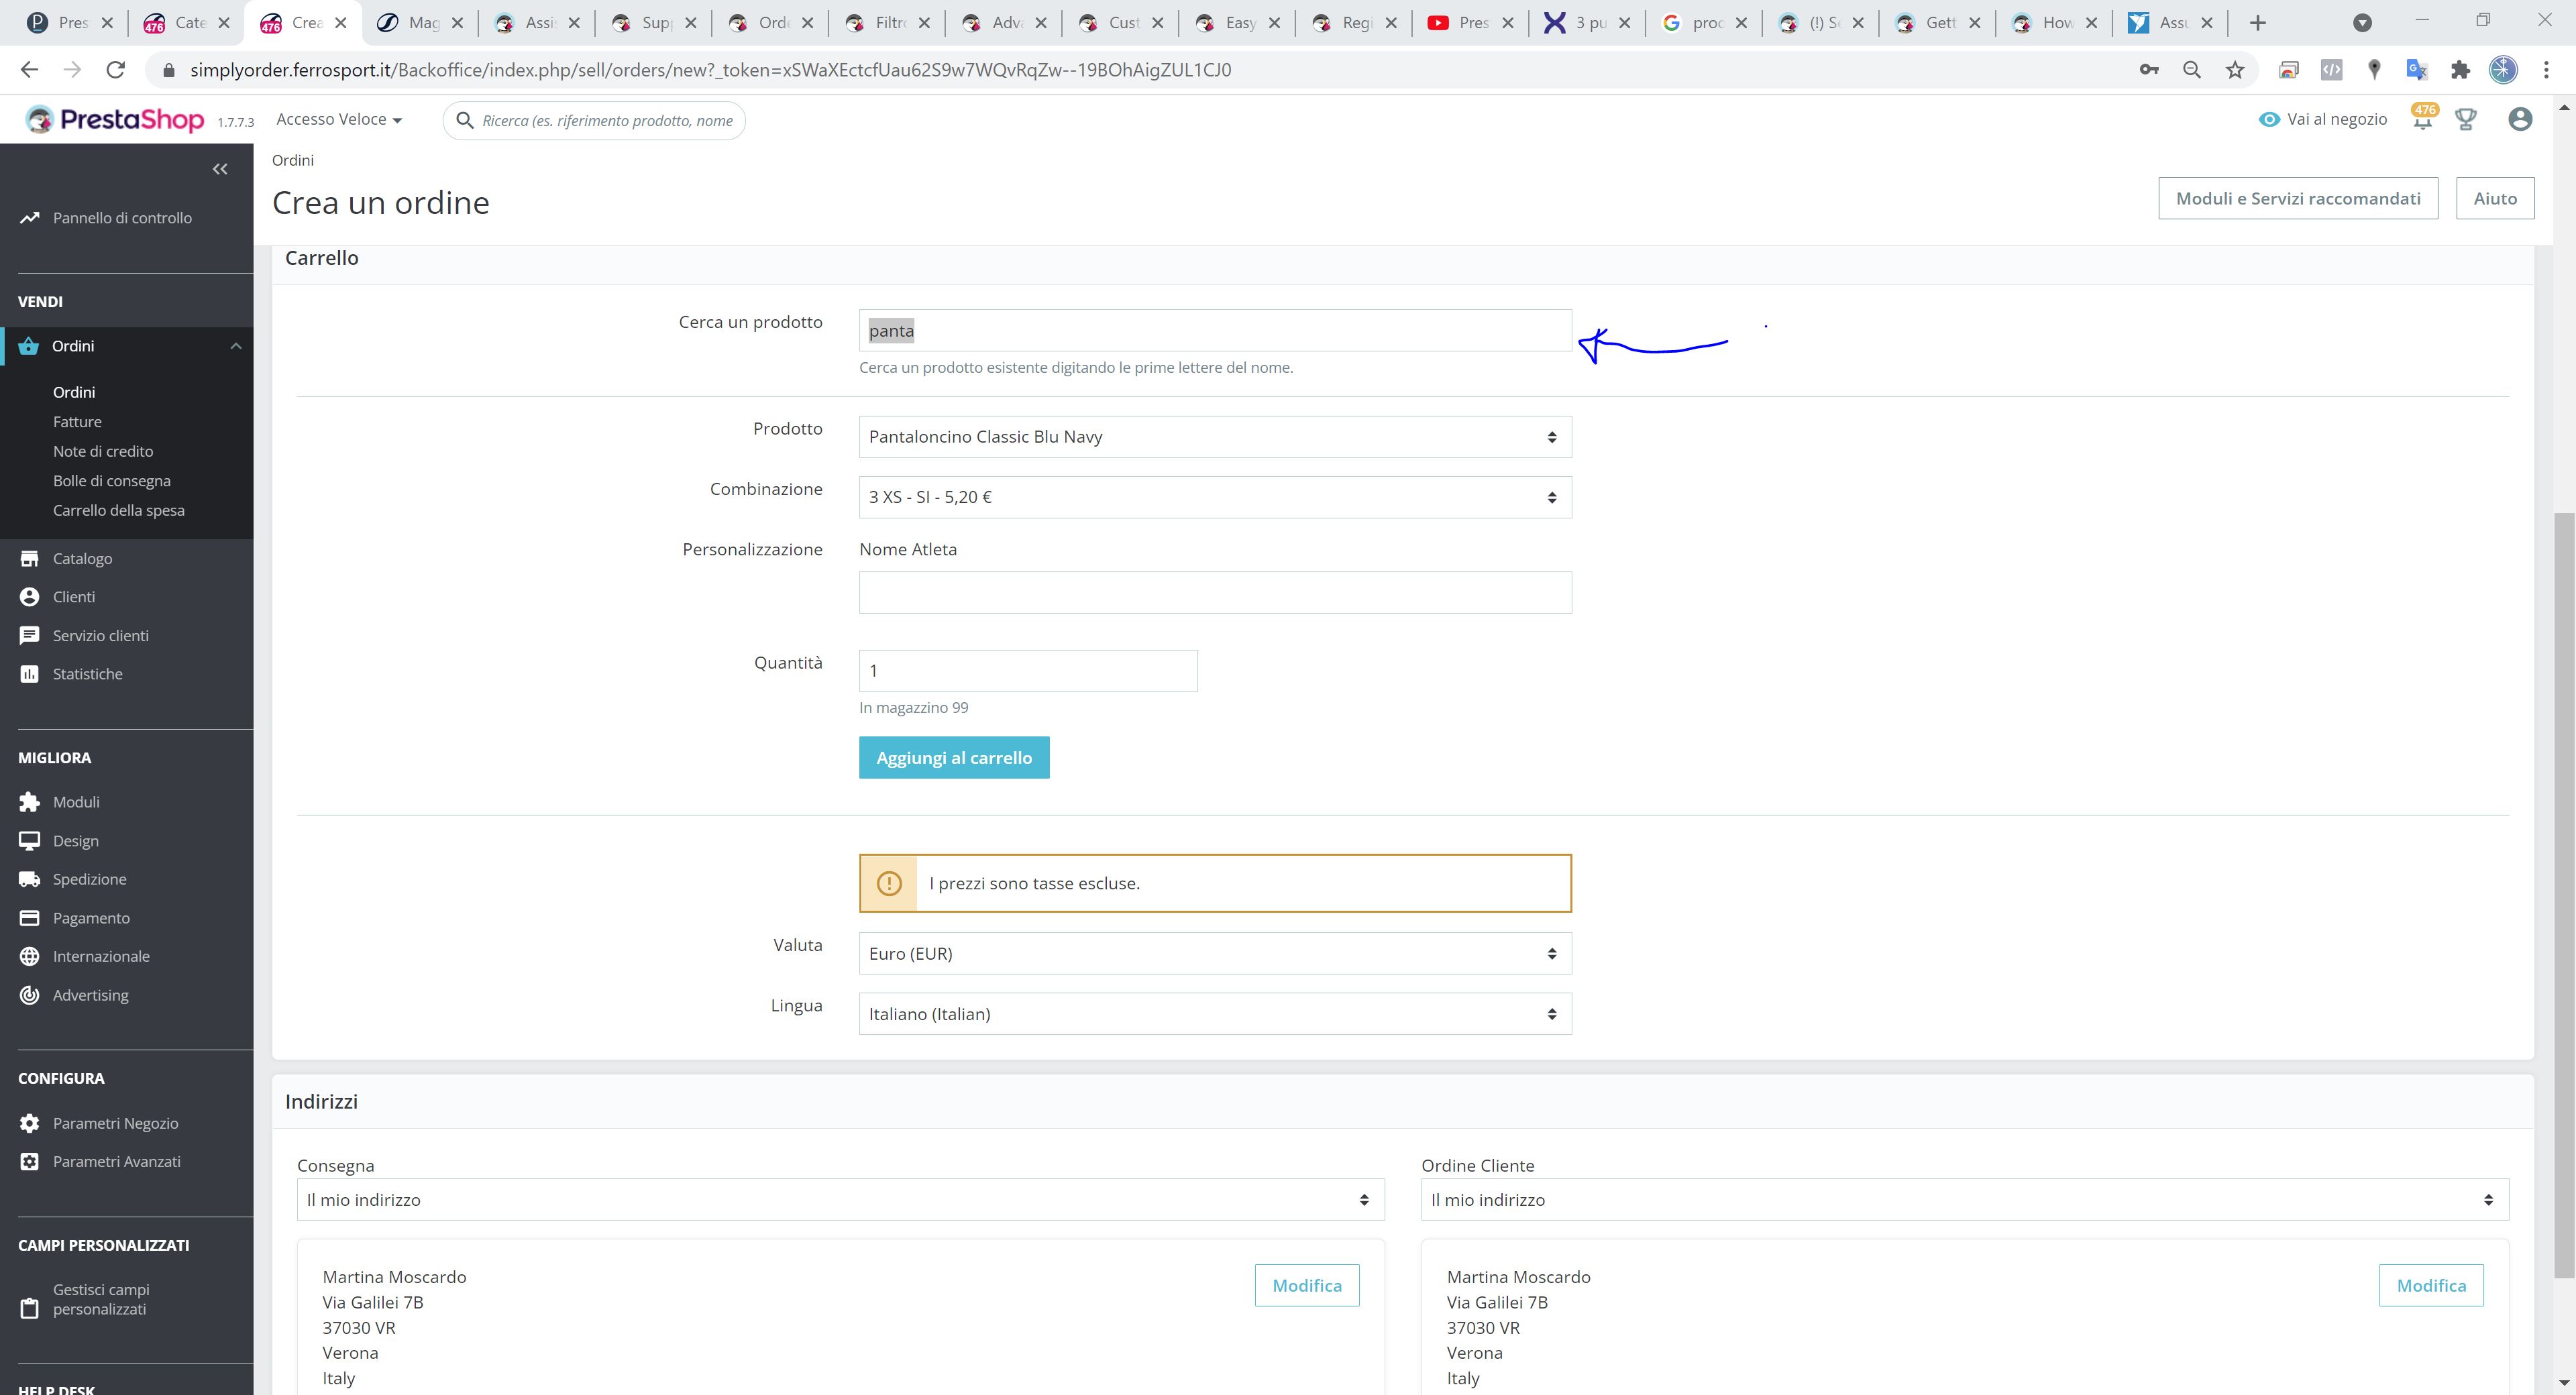 Pres
Cate
Crea
Mag
Assi
Supp
Orde
Filtro
Adva
Cust
Easy
Regi
Pres
3 pu
proc
(!) Se
Gett
How
Assu
simplyorder.ferrosport.it/Backoffice/index.php/sell/orders/new?_token=xSWaXEctcfUau62S9w7WQvRqZw--19BOhAigZUL1CJ0
PrestaShop 1.7.7.3 Accesso Veloce
Ricerca (es. riferimento prodotto, nome
Vai al negozio
476
Ordini
Crea un ordine
Moduli e Servizi raccomandati
Aiuto
Pannello di controllo
VENDI
Ordini
Ordini
Fatture
Note di credito
Bolle di consegna
Carrello della spesa
Catalogo
Clienti
Servizio clienti
Statistiche
MIGLIORA
Moduli
Design
Spedizione
Pagamento
Internazionale
Advertising
CONFIGURA
Parametri Negozio
Parametri Avanzati
CAMPI PERSONALIZZATI
Gestisci campi
personalizzati
HELP DESK
Carrello
Cerca un prodotto
panta
Cerca un prodotto esistente digitando le prime lettere del nome.
Prodotto
Pantaloncino Classic Blu Navy
Combinazione
3 XS - SI - 5,20 €
Personalizzazione
Nome Atleta
Quantità
1
In magazzino 99
Aggiungi al carrello
I prezzi sono tasse escluse.
Valuta
Euro (EUR)
Lingua
Italiano (Italian)
Indirizzi
Consegna
Il mio indirizzo
Martina Moscardo
Via Galilei 7B
37030 VR
Verona
Italy
Modifica
Ordine Cliente
Il mio indirizzo
Martina Moscardo
Via Galilei 7B
37030 VR
Verona
Italy
Modifica